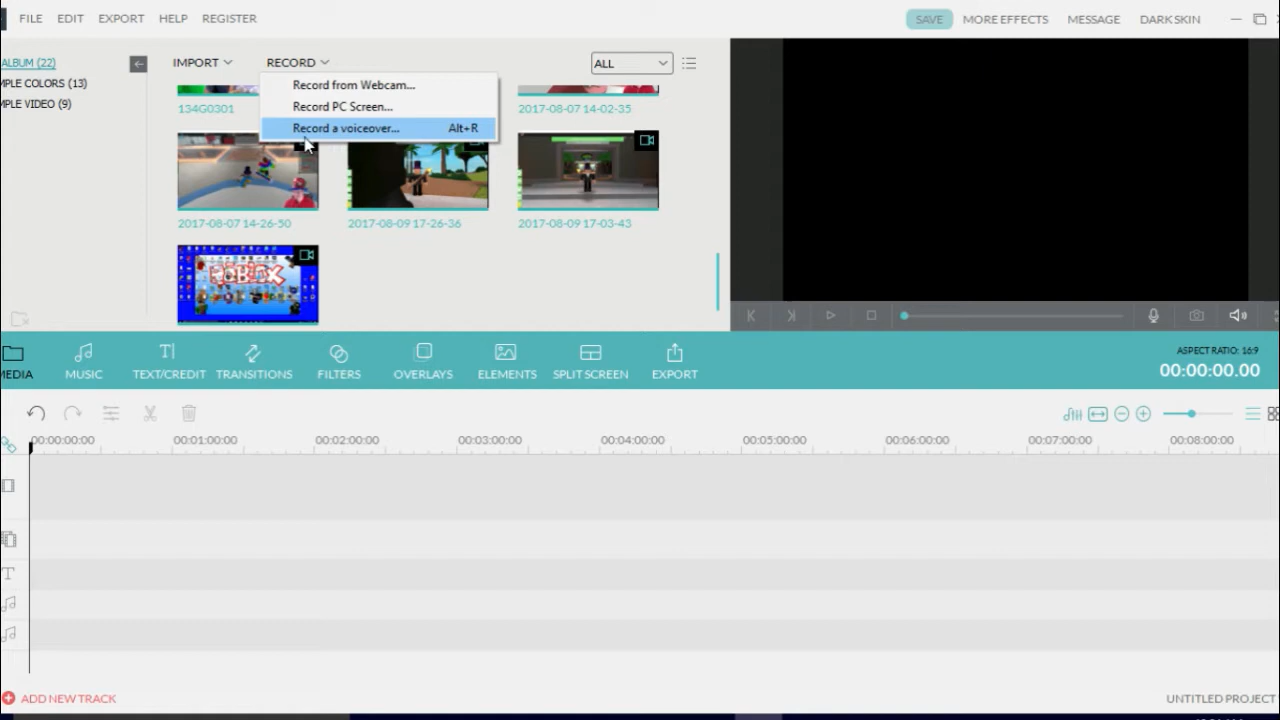 FILE EDIT EXPORT HELP REGISTER SAVE MORE EFFECTS MESSAGE DARK SKIN
ALBUM (22) IMPORT RECORD ALL
MPLE COLORS (13)
MPLE VIDEO (9)
Record from Webcam...
Record PC Screen...
Record a voiceover... Alt+R
134G0301 2017-08-07 14-02-35
2017-08-07 14-26-50 2017-08-09 17-26-36 2017-08-09 17-03-43
ROBLOX
MEDIA MUSIC TEXT/CREDIT TRANSITIONS FILTERS OVERLAYS ELEMENTS SPLIT SCREEN EXPORT
ASPECT RATIO: 16:9
00:00:00.00
00:00:00:00 00:01:00:00 00:02:00:00 00:03:00:00 00:04:00:00 00:05:00:00 00:06:00:00 00:07:00:00 00:08:00:00
ADD NEW TRACK UNTITLED PROJECT